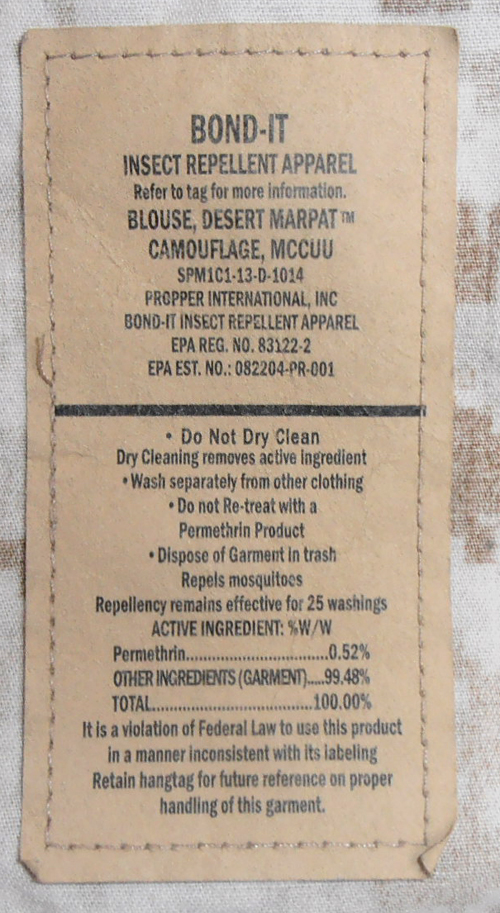 BOND-IT
INSECT REPELLENT APPAREL
Refer to tag for more information.
BLOUSE, DESERT MARPAT™
CAMOUFLAGE, MCCUU
SPM1C1-13-D-1014
PROPPER INTERNATIONAL, INC
BOND-IT INSECT REPELLENT APPAREL
EPA REG. NO. 83122-2
EPA EST. NO.: 082204-PR-001
• Do Not Dry Clean
Dry Cleaning removes active ingredient
• Wash separately from other clothing
• Do not Re-treat with a
Permethrin Product
• Dispose of Garment in trash
Repels mosquitoes
Repellency remains effective for 25 washings
ACTIVE INGREDIENT: %W/W
Permethrin................................0.52%
OTHER INGREDIENTS (GARMENT).....99.48%
TOTAL.....................................100.00%
It is a violation of Federal Law to use this product
in a manner inconsistent with its labeling
Retain hangtag for future reference on proper
handling of this garment.